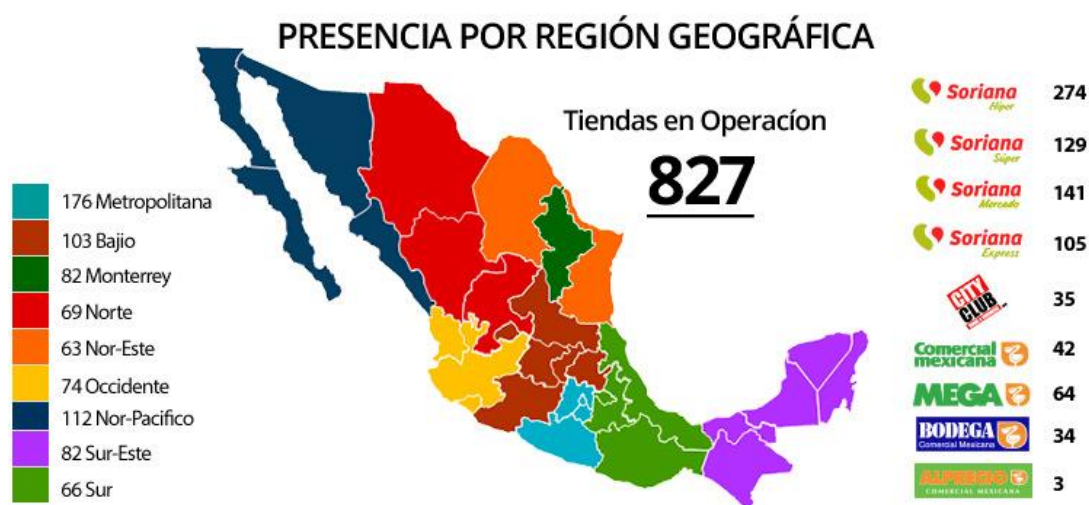 PRESENCIA POR REGIÓN GEOGRÁFICA
Tiendas en Operacíon
827
176 Metropolitana
103 Bajio
82 Monterrey
69 Norte
63 Nor-Este
74 Occidente
112 Nor-Pacifico
82 Sur-Este
66 Sur
Soriana Híper 274
Soriana Súper 129
Soriana Mercado 141
Soriana Express 105
CITY CLUB 35
Comercial mexicana 42
MEGA 64
BODEGA Comercial Mexicana 34
ALPRECIO COMERCIAL MEXICANA 3